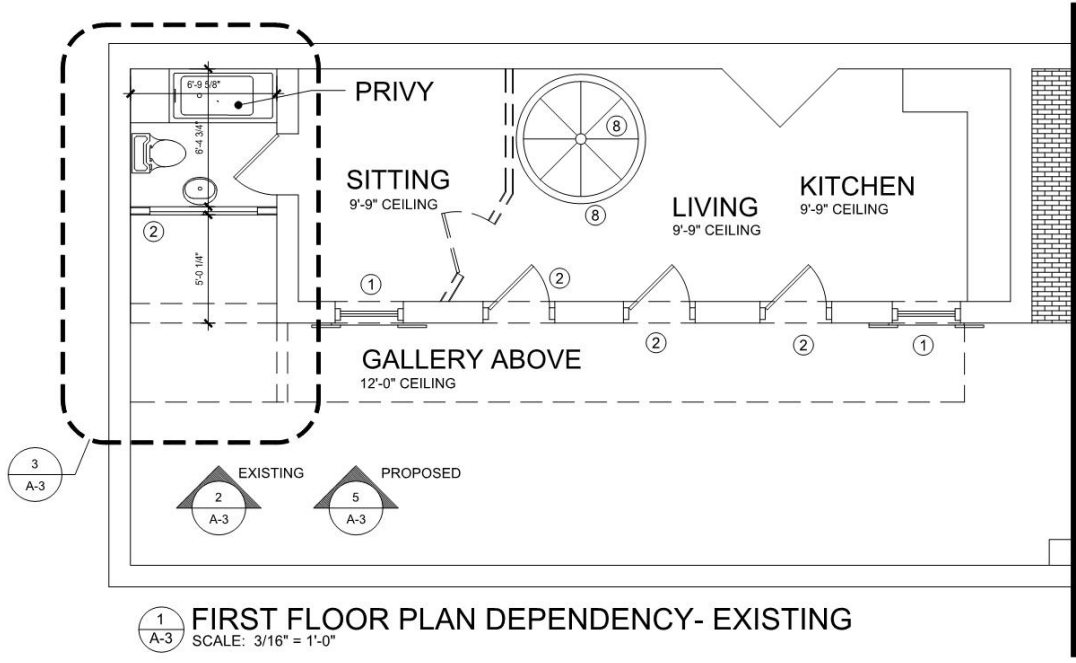 6'-9 5/8"
PRIVY
6'-4 3/4"
8
SITTING
9'-9" CEILING
KITCHEN
9'-9" CEILING
LIVING
9'-9" CEILING
8
2
5'-0 1/4"
1
2
2
2
1
GALLERY ABOVE
12'-0" CEILING
3
A-3
EXISTING
2
A-3
PROPOSED
5
A-3
1
A-3
FIRST FLOOR PLAN DEPENDENCY- EXISTING
SCALE: 3/16" = 1'-0"